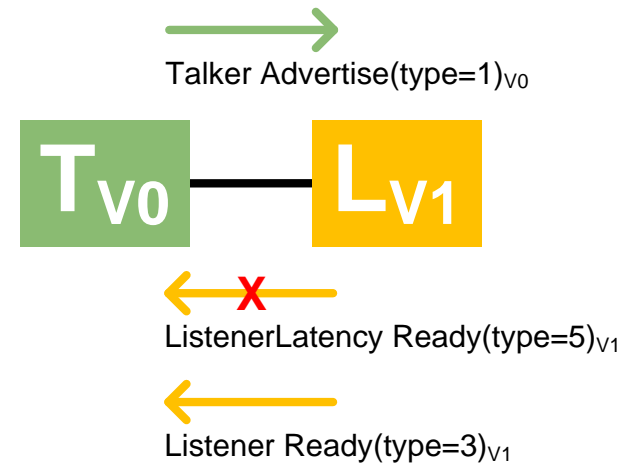 Talker Advertise(type=1)V0
TV0 LV1
X
ListenerLatency Ready(type=5)V1
Listener Ready(type=3)V1